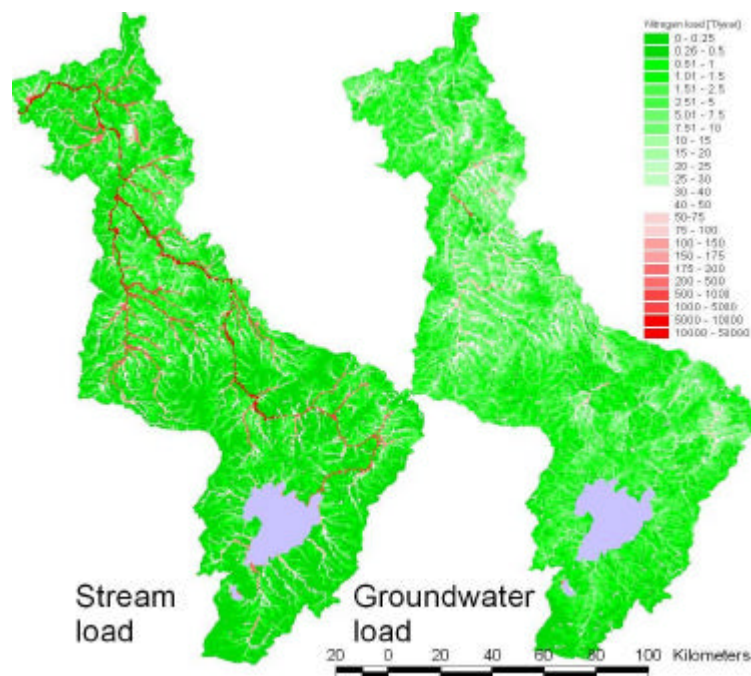 Nitrogen load [T/year]
0 - 0.25
0.26 - 0.5
0.51 - 1
1.01 - 1.5
1.51 - 2.5
2.51 - 5
5.01 - 7.5
7.51 - 10
10 - 15
15 - 20
20 - 25
25 - 30
30 - 40
40 - 50
50-75
75 - 100
100 - 150
150 - 175
175 - 200
200 - 500
500 - 1000
1000 - 5000
5000 - 10000
10000 - 50000
Stream
load
Groundwater
load
20 0 20 40 60 80 100 Kilometers